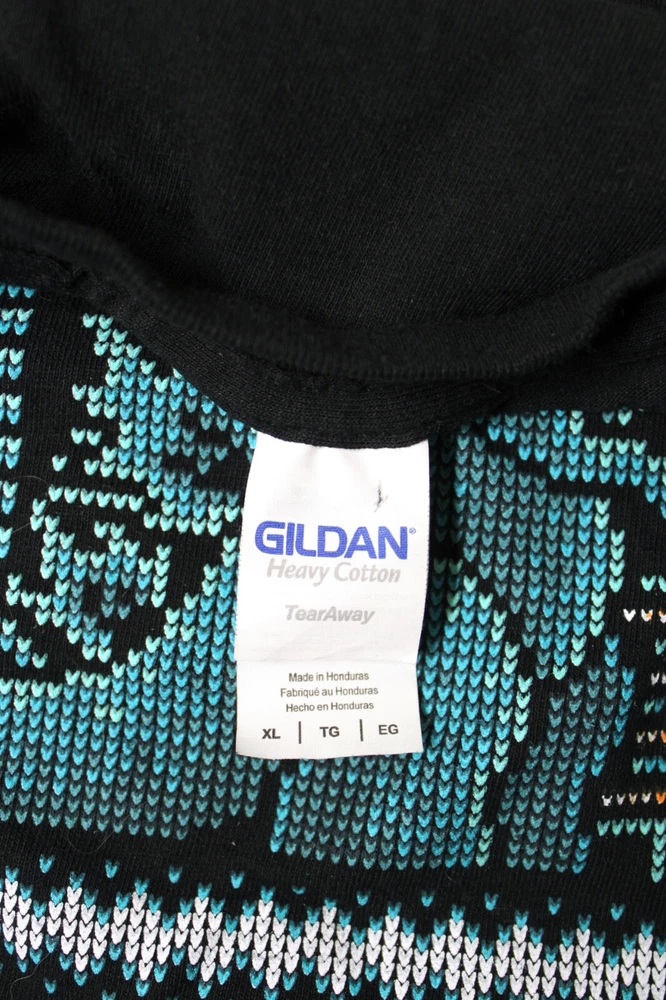 GILDAN®
Heavy Cotton
TearAway
Made in Honduras
Fabriqué au Honduras
Hecho en Honduras
XL | TG | EG